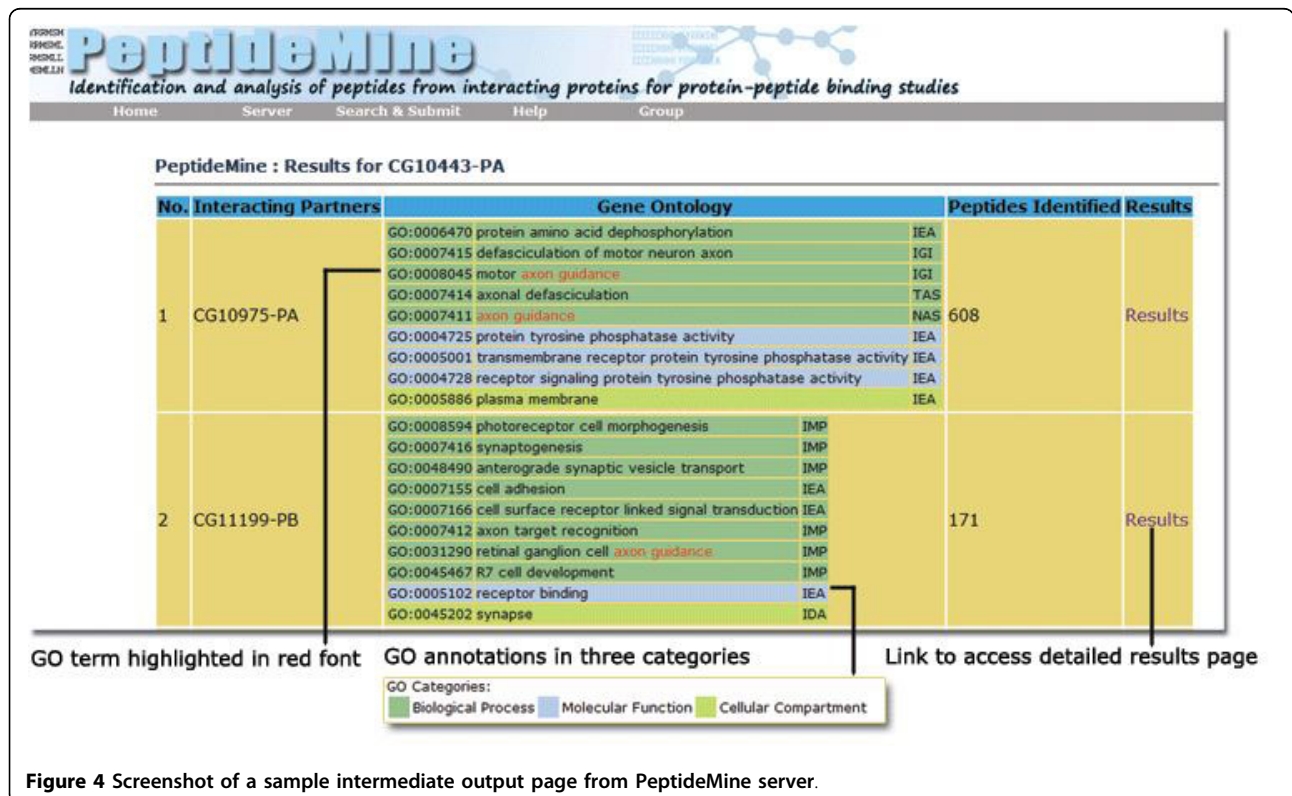 PeptideMine
Identification and analysis of peptides from interacting proteins for protein-peptide binding studies
Home Server Search & Submit Help Group
PeptideMine : Results for CG10443-PA
No. Interacting Partners Gene Ontology Peptides Identified Results
GO:0006470 protein amino acid dephosphorylation IEA
GO:0007415 defasciculation of motor neuron axon IGI
GO:0008045 motor axon guidance IGI
GO:0007414 axonal defasciculation TAS
1 CG10975-PA GO:0007411 axon guidance NAS 608 Results
GO:0004725 protein tyrosine phosphatase activity IEA
GO:0005001 transmembrane receptor protein tyrosine phosphatase activity IEA
GO:0004728 receptor signaling protein tyrosine phosphatase activity IEA
GO:0005886 plasma membrane IEA
GO:0008594 photoreceptor cell morphogenesis IMP
GO:0007416 synaptogenesis IMP
GO:0048490 anterograde synaptic vesicle transport IMP
GO:0007155 cell adhesion IEA
GO:0007166 cell surface receptor linked signal transduction IEA
2 CG11199-PB GO:0007412 axon target recognition IMP 171 Results
GO:0031290 retinal ganglion cell axon guidance IMP
GO:0045467 R7 cell development IMP
GO:0005102 receptor binding IEA
GO:0045202 synapse IDA
GO term highlighted in red font GO annotations in three categories Link to access detailed results page
GO Categories:
Biological Process Molecular Function Cellular Compartment
Figure 4 Screenshot of a sample intermediate output page from PeptideMine server.